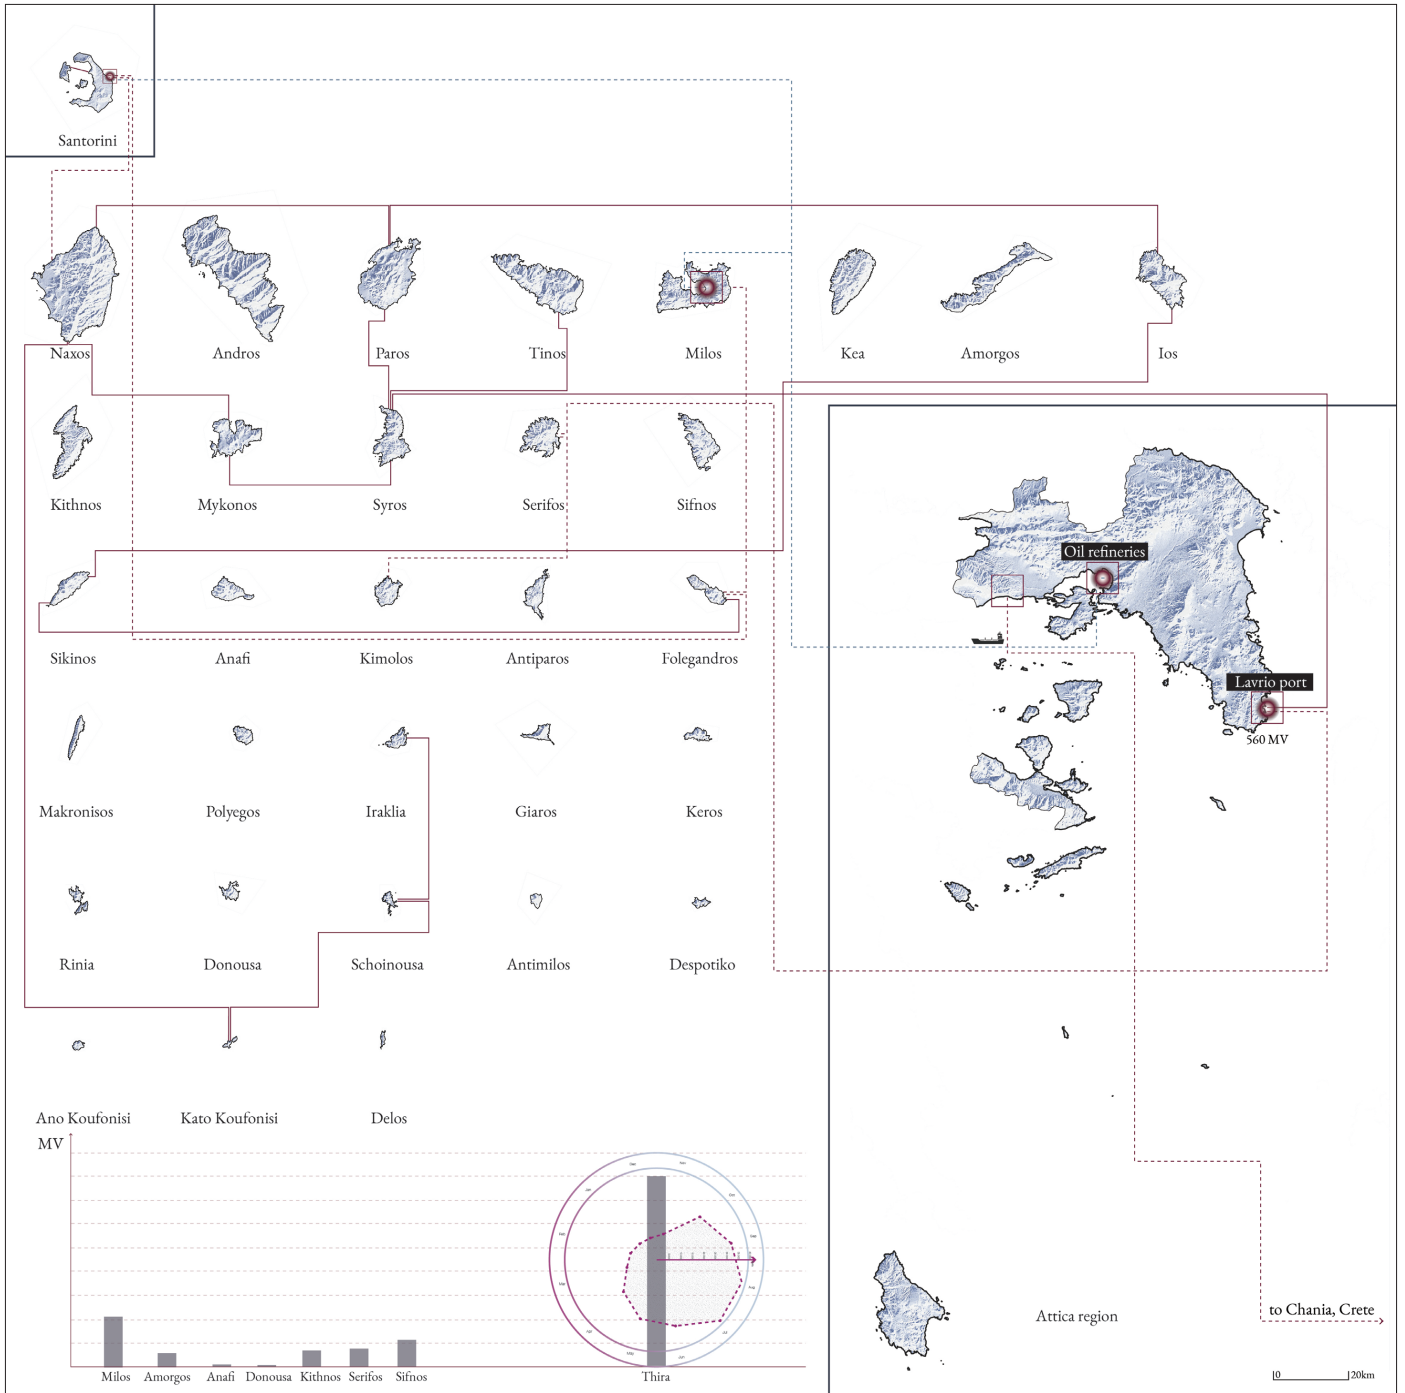 Santorini
Naxos
Andros
Paros
Tinos
Milos
Kea
Amorgos
Ios
Kithnos
Mykonos
Syros
Serifos
Sifnos
Oil refineries
Sikinos
Anafi
Kimolos
Antiparos
Folegandros
Lavrio port
560 MV
Makronisos
Polyegos
Iraklia
Giaros
Keros
Rinia
Donousa
Schoinousa
Antimilos
Despotiko
Ano Koufonisi
Kato Koufonisi
Delos
MV
Milos
Amorgos
Anafi
Donousa
Kithnos
Serifos
Sifnos
Thira
Attica region
to Chania, Crete
0
20km